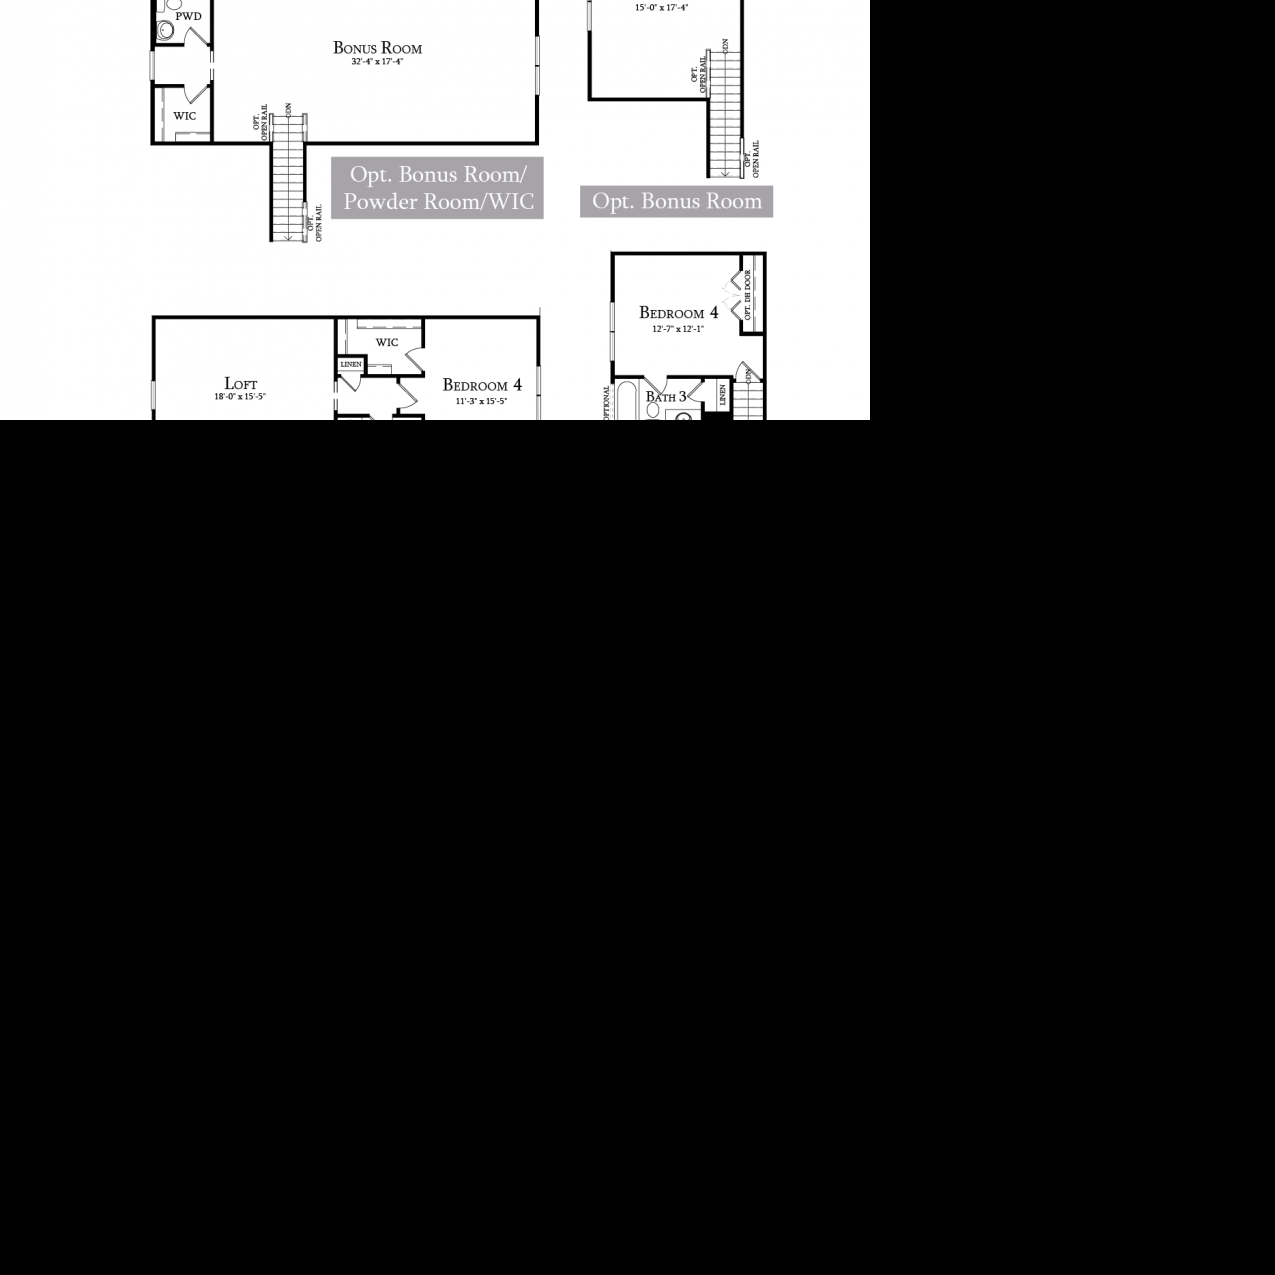 PWD
BONUS ROOM
32'-4" x 17'-4"
WIC
OPT.
OPEN RAIL
DN
OPT.
OPEN RAIL
Opt. Bonus Room/
Powder Room/WIC
15'-0" x 17'-4"
DN
OPT.
OPEN RAIL
OPT.
OPEN RAIL
Opt. Bonus Room
LOFT
18'-0" x 15'-5"
WIC
LINEN
BEDROOM 4
11'-3" x 15'-5"
BEDROOM 4
12'-7" x 12'-1"
OPT. DH DOOR
DN
BATH 3
LINEN
OPTIONAL